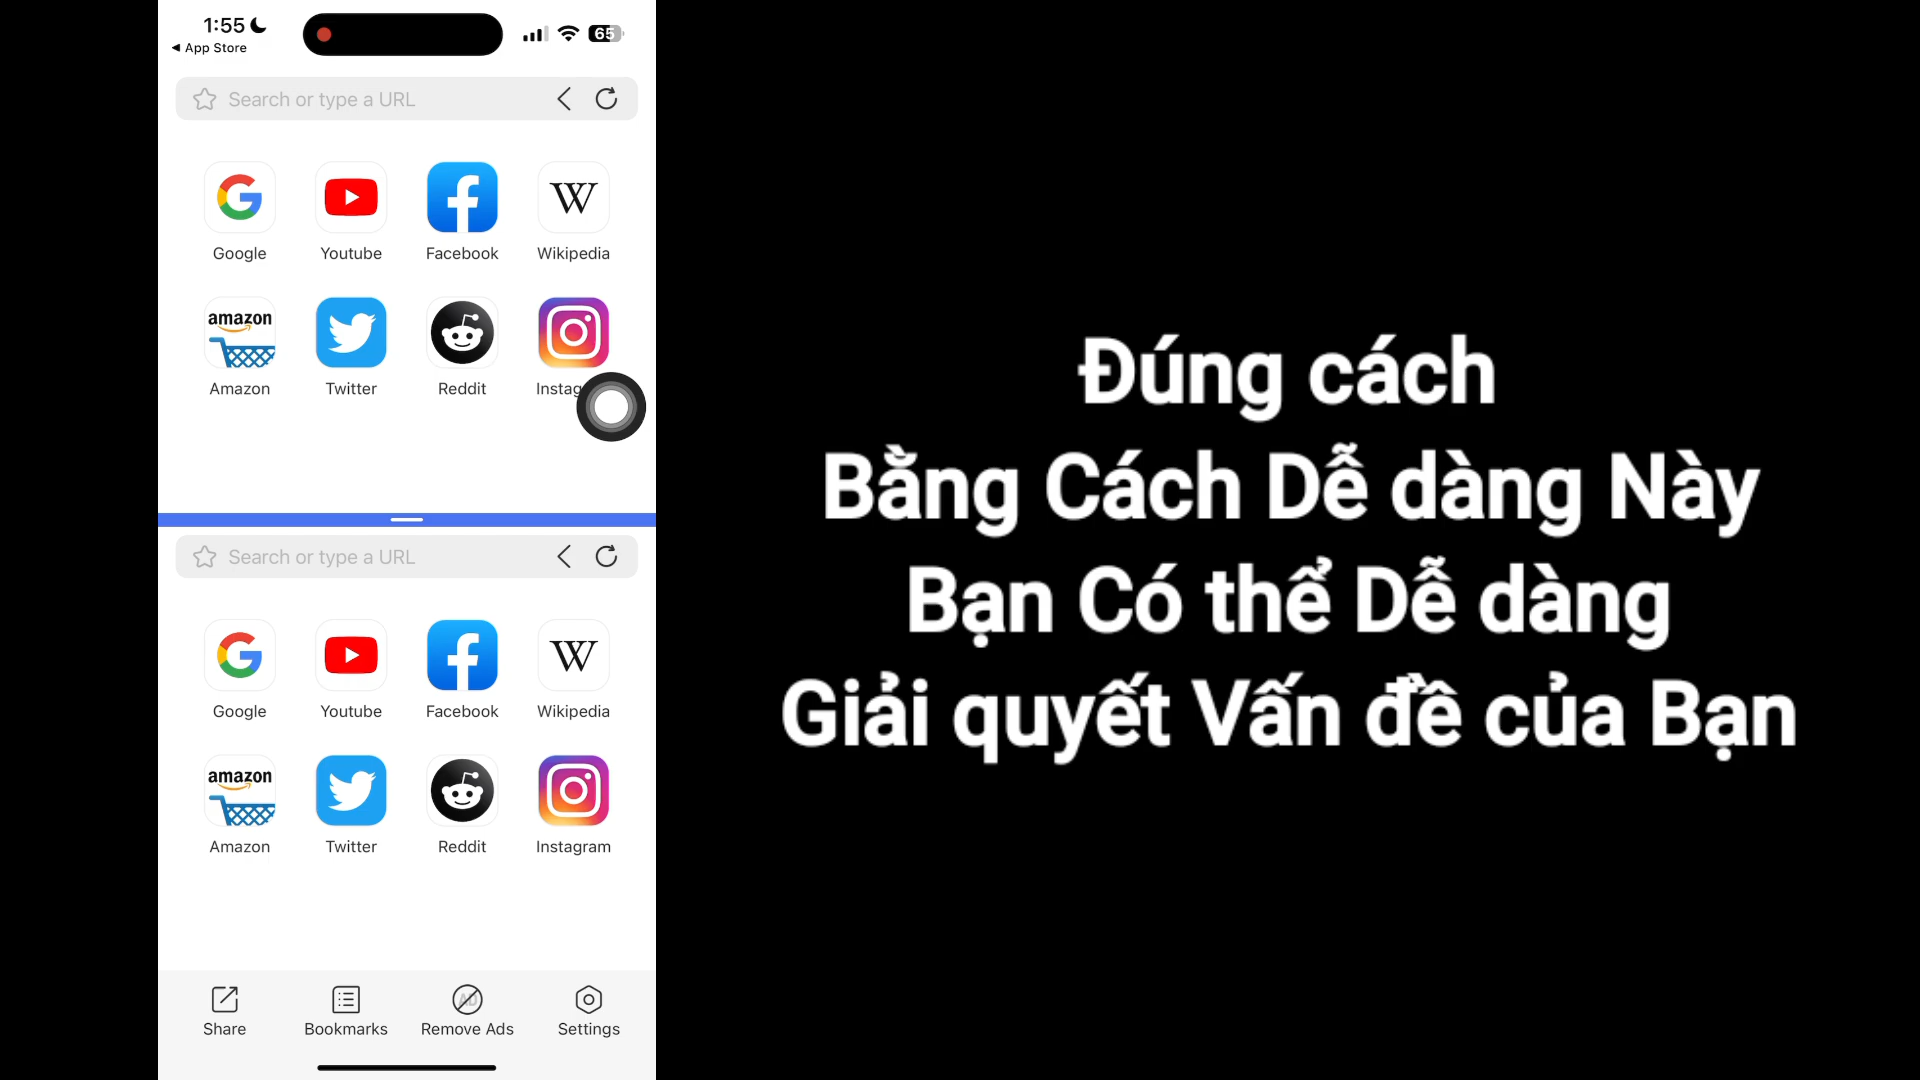 1:55
65
◀ App Store
Search or type a URL
Google Youtube Facebook Wikipedia
amazon
Amazon Twitter Reddit Instag
Search or type a URL
Google Youtube Facebook Wikipedia
amazon
Amazon Twitter Reddit Instagram
AD
Share Bookmarks Remove Ads Settings
Đúng cách
Bằng Cách Dễ dàng Này
Bạn Có thể Dễ dàng
Giải quyết Vấn đề của Bạn